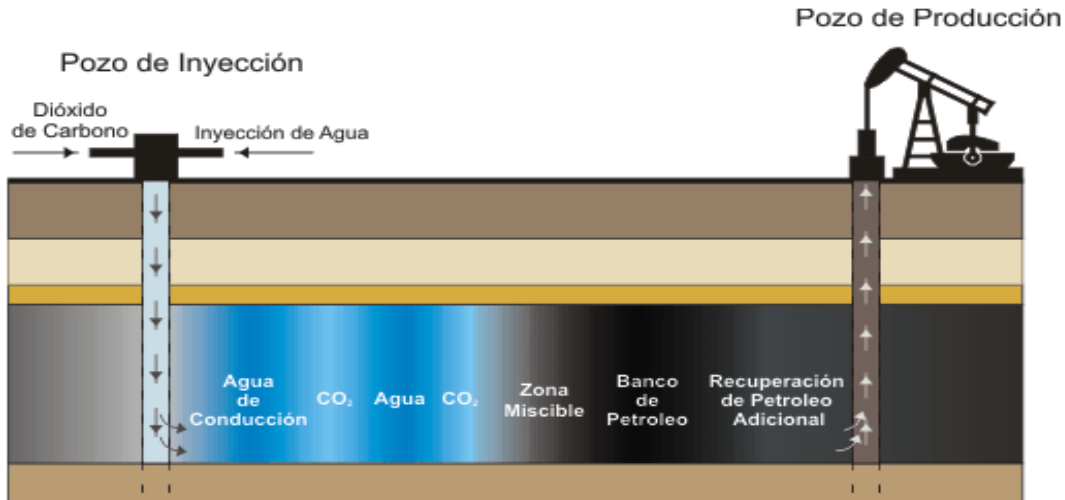 Pozo de Producción
Pozo de Inyección
Dióxido
de Carbono
Inyección de Agua
Agua
de
Conducción
CO₂
Agua
CO₂
Zona
Miscible
Banco
de
Petroleo
Recuperación
de Petroleo
Adicional